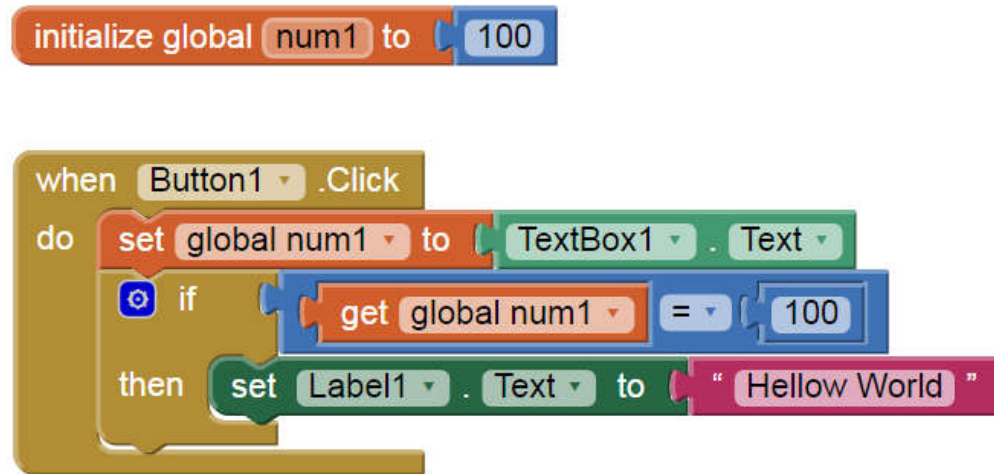 initialize global num1 to 100
when Button1 .Click
do set global num1 to TextBox1 . Text
if get global num1 = 100
then set Label1 . Text to “ Hellow World ”